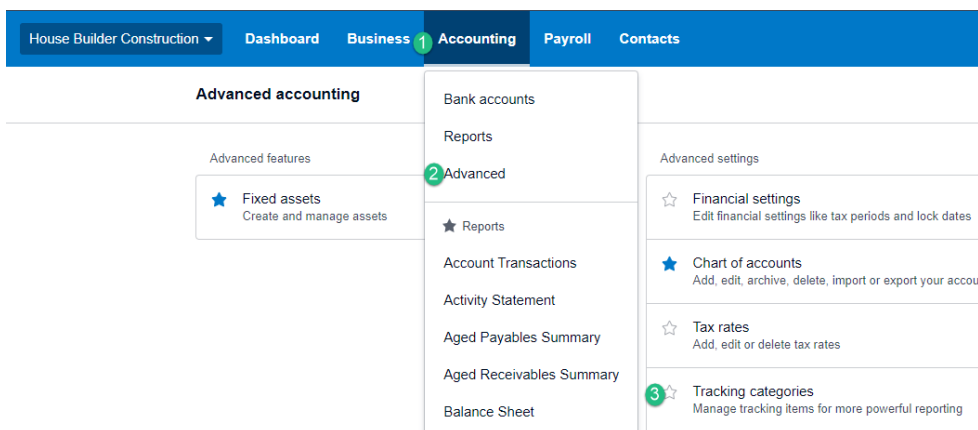 House Builder Construction
Dashboard
Business
1
Accounting
Payroll
Contacts
Advanced accounting
Bank accounts
Reports
2
Advanced
Reports
Account Transactions
Activity Statement
Aged Payables Summary
Aged Receivables Summary
Balance Sheet
Advanced features
Fixed assets
Create and manage assets
Advanced settings
Financial settings
Edit financial settings like tax periods and lock dates
Chart of accounts
Add, edit, archive, delete, import or export your accou
Tax rates
Add, edit or delete tax rates
3
Tracking categories
Manage tracking items for more powerful reporting